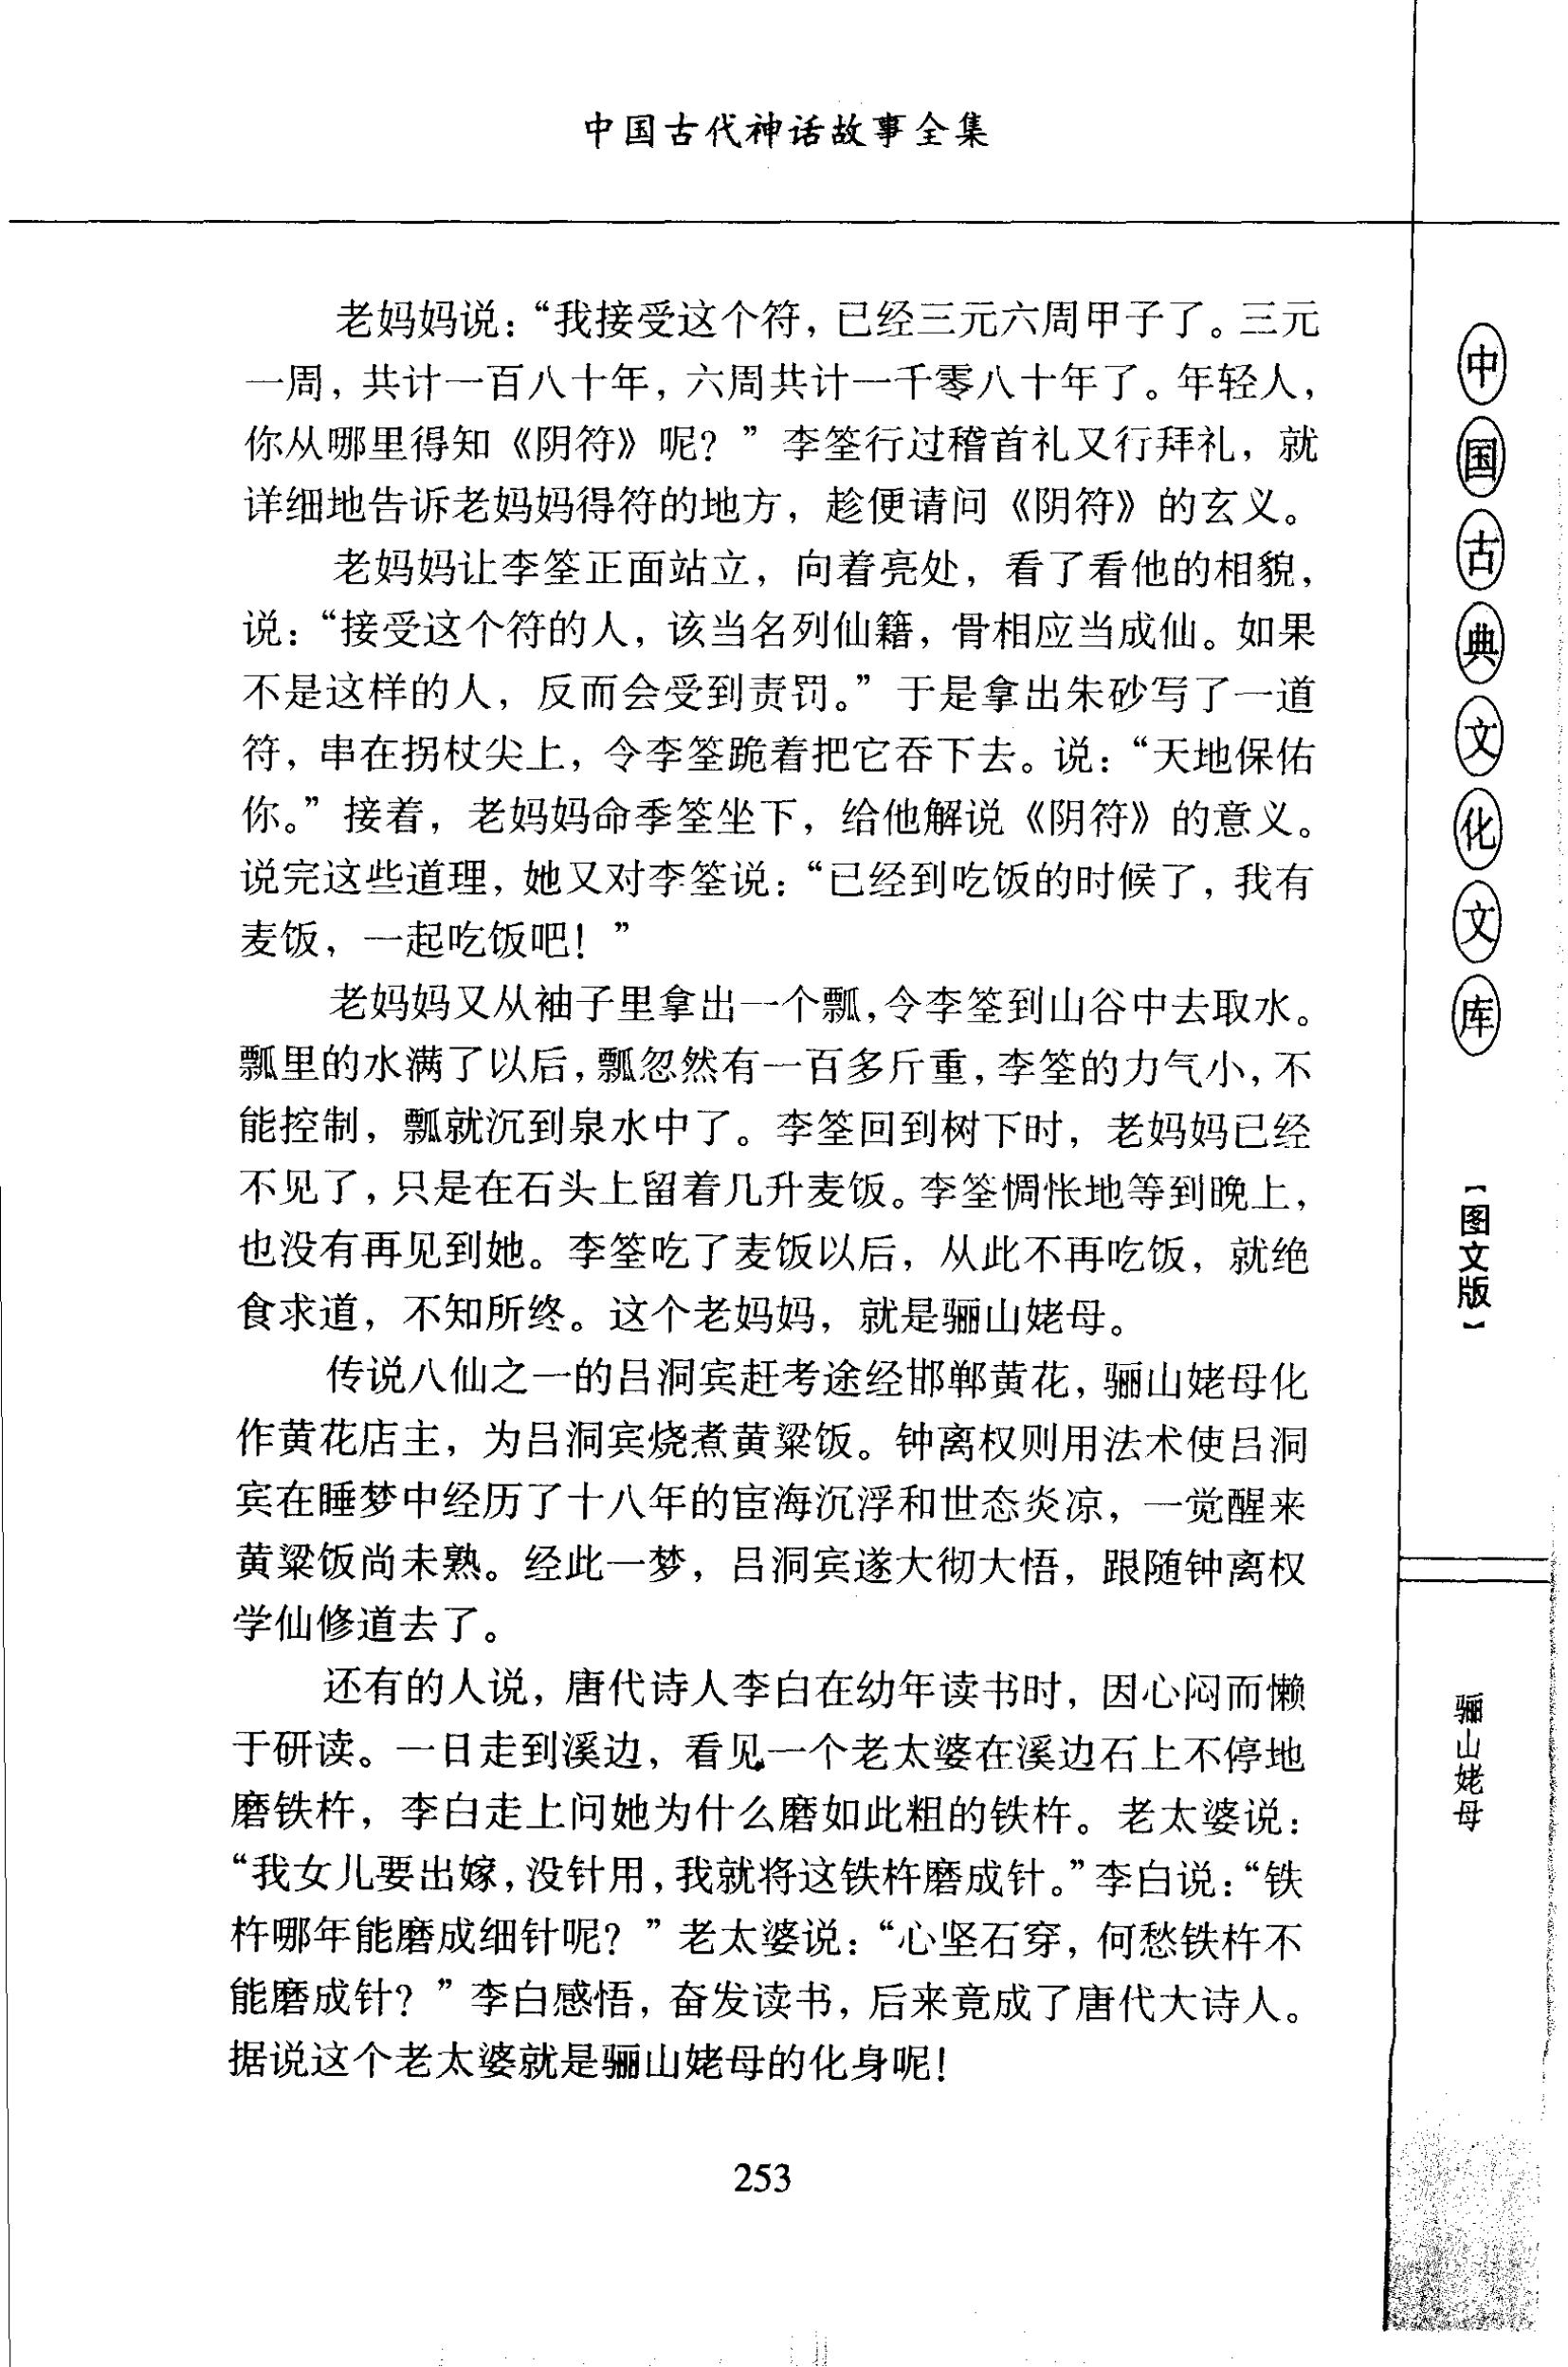 中国古代神话故事全集
老妈妈说：“我接受这个符，已经三元六周甲子了。三元
一周，共计一百八十年，六周共计一千零八十年了。年轻人，
你从哪里得知《阴符》呢？”李筌行过稽首礼又行拜礼，就
详细地告诉老妈妈得符的地方，趁便请问《阴符》的玄义。
老妈妈让李筌正面站立，向着亮处，看了看他的相貌，
说：“接受这个符的人，该当名列仙籍，骨相应当成仙。如果
不是这样的人，反而会受到责罚。”于是拿出朱砂写了一道
符，串在拐杖尖上，令李筌跪着把它吞下去。说：“天地保佑
你。”接着，老妈妈命季筌坐下，给他解说《阴符》的意义。
说完这些道理，她又对李筌说：“已经到吃饭的时候了，我有
麦饭，一起吃饭吧！”
老妈妈又从袖子里拿出一个瓢，令李筌到山谷中去取水。
瓢里的水满了以后，瓢忽然有一百多斤重，李筌的力气小，不
能控制，瓢就沉到泉水中了。李筌回到树下时，老妈妈已经
不见了，只是在石头上留着几升麦饭。李筌惆怅地等到晚上，
也没有再见到她。李筌吃了麦饭以后，从此不再吃饭，就绝
食求道，不知所终。这个老妈妈，就是骊山姥母。
传说八仙之一的吕洞宾赶考途经邯郸黄花，骊山姥母化
作黄花店主，为吕洞宾烧煮黄粱饭。钟离权则用法术使吕洞
宾在睡梦中经历了十八年的宦海沉浮和世态炎凉，一觉醒来
黄粱饭尚未熟。经此一梦，吕洞宾遂大彻大悟，跟随钟离权
学仙修道去了。
还有的人说，唐代诗人李白在幼年读书时，因心闷而懒
于研读。一日走到溪边，看见一个老太婆在溪边石上不停地
磨铁杵，李白走上问她为什么磨如此粗的铁杵。老太婆说：
“我女儿要出嫁，没针用，我就将这铁杵磨成针。”李白说：“铁
杵哪年能磨成细针呢？”老太婆说：“心坚石穿，何愁铁杵不
能磨成针？”李白感悟，奋发读书，后来竟成了唐代大诗人。
据说这个老太婆就是骊山姥母的化身呢！
253
中国古典文化文库
【图文版】
骊山姥母